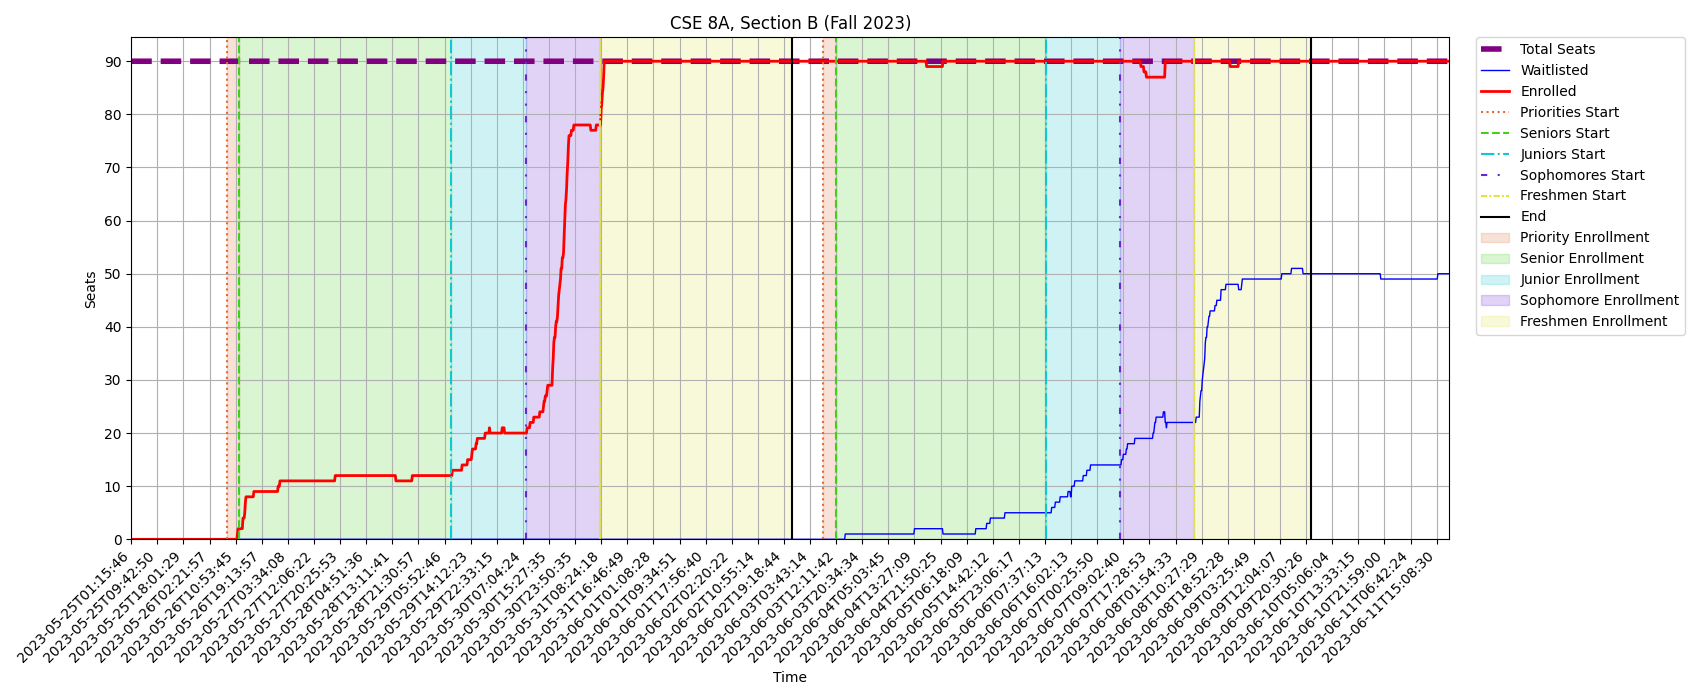 CSE 8A, Section B (Fall 2023)
Seats
90
80
70
60
50
40
30
20
10
0
2023-05-25T01:15:46
2023-05-25T09:42:50
2023-05-25T18:01:29
2023-05-26T02:21:57
2023-05-26T10:53:45
2023-05-26T19:13:57
2023-05-27T03:34:08
2023-05-27T12:06:22
2023-05-27T20:25:53
2023-05-28T04:51:36
2023-05-28T13:11:41
2023-05-28T21:30:57
2023-05-29T05:52:46
2023-05-29T14:12:23
2023-05-29T22:33:15
2023-05-30T07:04:24
2023-05-30T15:27:35
2023-05-30T23:50:35
2023-05-31T08:24:18
2023-05-31T16:46:49
2023-06-01T01:08:28
2023-06-01T09:34:51
2023-06-01T17:56:40
2023-06-02T02:20:22
2023-06-02T10:55:14
2023-06-02T19:18:44
2023-06-03T03:43:14
2023-06-03T12:11:42
2023-06-03T20:34:34
2023-06-04T05:03:45
2023-06-04T13:27:09
2023-06-04T21:50:25
2023-06-05T06:18:09
2023-06-05T14:42:12
2023-06-05T23:06:17
2023-06-06T07:37:13
2023-06-06T16:02:13
2023-06-07T00:25:50
2023-06-07T09:02:40
2023-06-07T17:28:53
2023-06-08T01:54:33
2023-06-08T10:27:29
2023-06-08T18:52:28
2023-06-09T03:25:49
2023-06-09T12:04:07
2023-06-09T20:30:26
2023-06-10T05:06:04
2023-06-10T13:33:15
2023-06-10T21:59:00
2023-06-11T06:42:24
2023-06-11T15:08:30
Time
Total Seats
Waitlisted
Enrolled
Priorities Start
Seniors Start
Juniors Start
Sophomores Start
Freshmen Start
End
Priority Enrollment
Senior Enrollment
Junior Enrollment
Sophomore Enrollment
Freshmen Enrollment